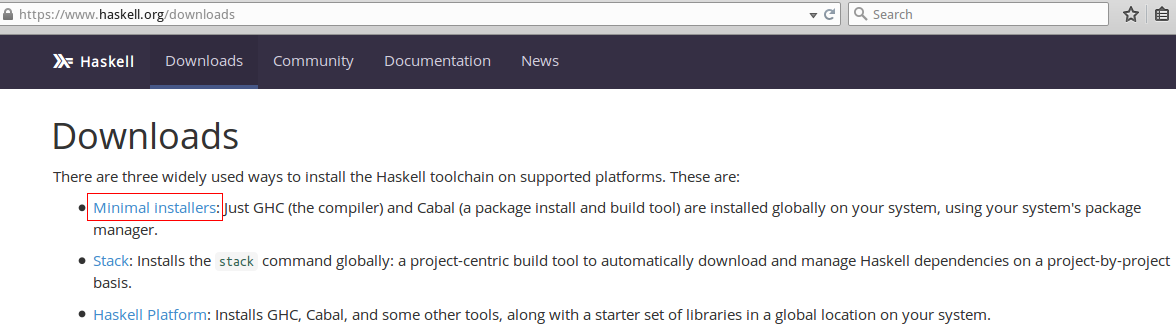 https://www.haskell.org/downloads Search
Haskell Downloads Community Documentation News
Downloads
There are three widely used ways to install the Haskell toolchain on supported platforms. These are:
• Minimal installers: Just GHC (the compiler) and Cabal (a package install and build tool) are installed globally on your system, using your system's package
manager.
• Stack: Installs the stack command globally: a project-centric build tool to automatically download and manage Haskell dependencies on a project-by-project
basis.
• Haskell Platform: Installs GHC, Cabal, and some other tools, along with a starter set of libraries in a global location on your system.